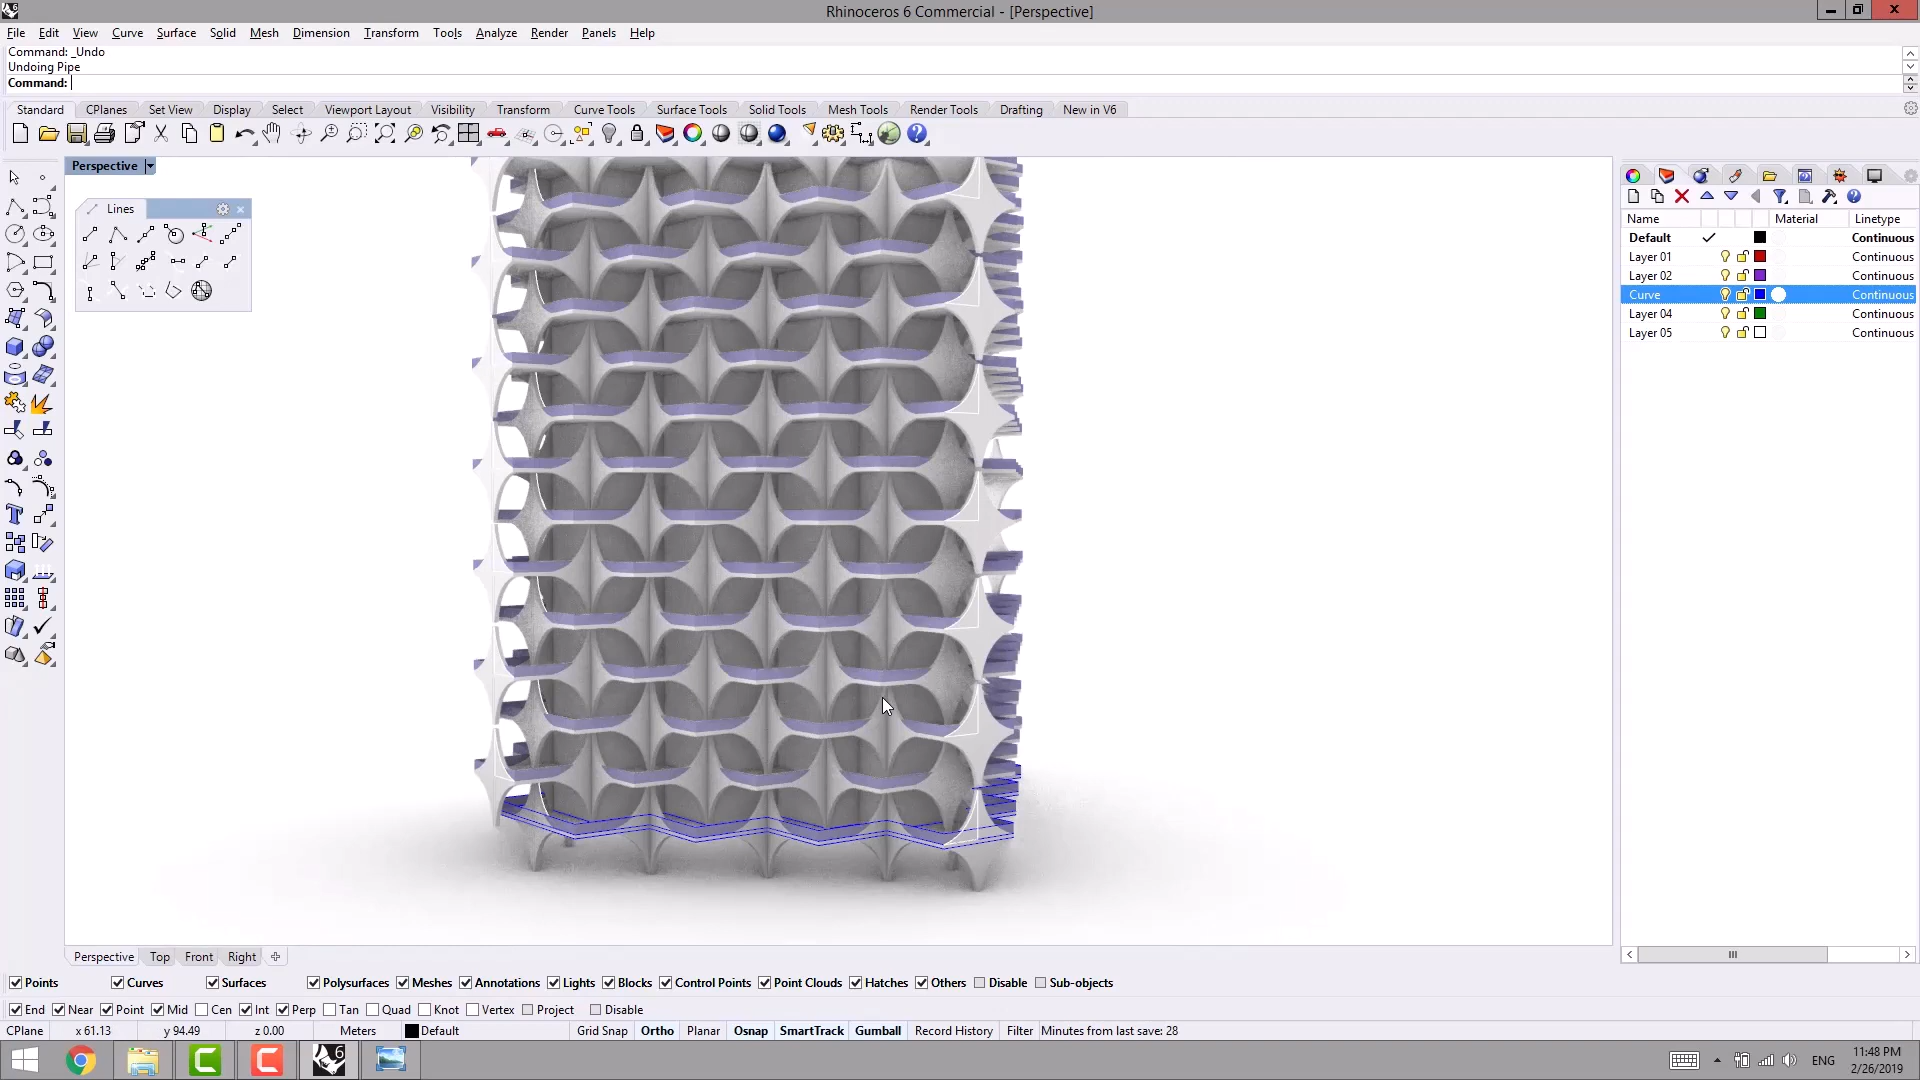 Rhinoceros 6 Commercial - [Perspective]
File Edit View Curve Surface Solid Mesh Dimension Transform Tools Analyze Render Panels Help
Command: _Undo
Undoing Pipe
Command:
Standard CPlanes Set View Display Select Viewport Layout Visibility Transform Curve Tools Surface Tools Solid Tools Mesh Tools Render Tools Drafting New in V6
Perspective
Lines
Name Material Linetype
Default Continuous
Layer 01 Continuous
Layer 02 Continuous
Curve Continuous
Layer 04 Continuous
Layer 05 Continuous
Perspective Top Front Right
Points Curves Surfaces Polysurfaces Meshes Annotations Lights Blocks Control Points Point Clouds Hatches Others Disable Sub-objects
End Near Point Mid Cen Int Perp Tan Quad Knot Vertex Project Disable
CPlane x 61.13 y 94.49 z 0.00 Meters Default Grid Snap Ortho Planar Osnap SmartTrack Gumball Record History Filter Minutes from last save: 28
6
ENG
11:48 PM
2/26/2019